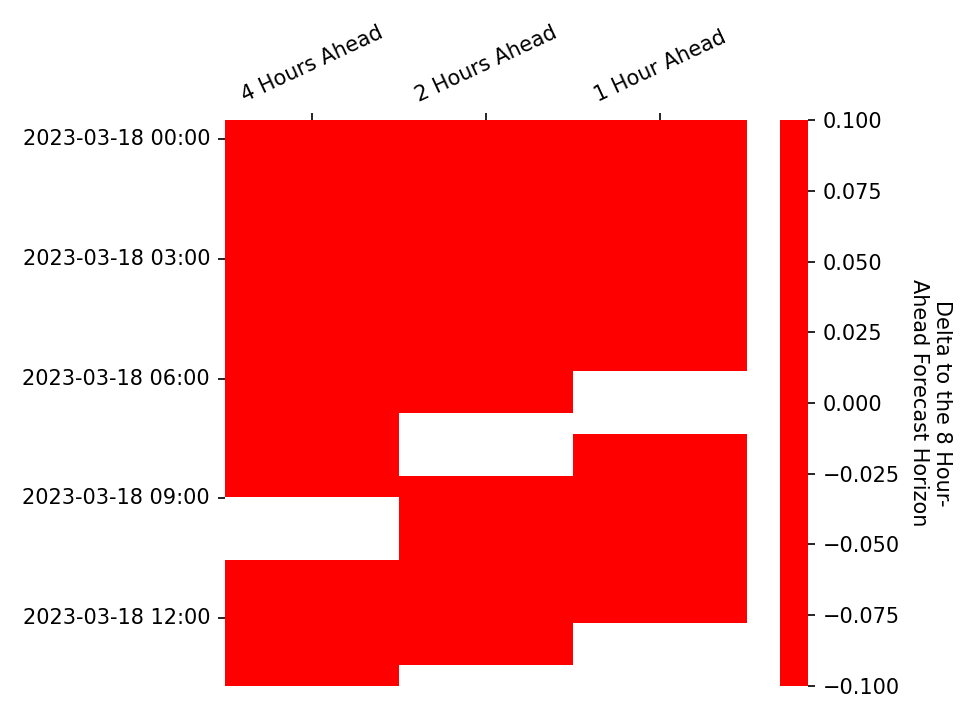 4 Hours Ahead
2 Hours Ahead
1 Hour Ahead
2023-03-18 00:00
2023-03-18 03:00
2023-03-18 06:00
2023-03-18 09:00
2023-03-18 12:00
0.100
0.075
0.050
0.025
0.000
−0.025
−0.050
−0.075
−0.100
Delta to the 8 Hour-
Ahead Forecast Horizon